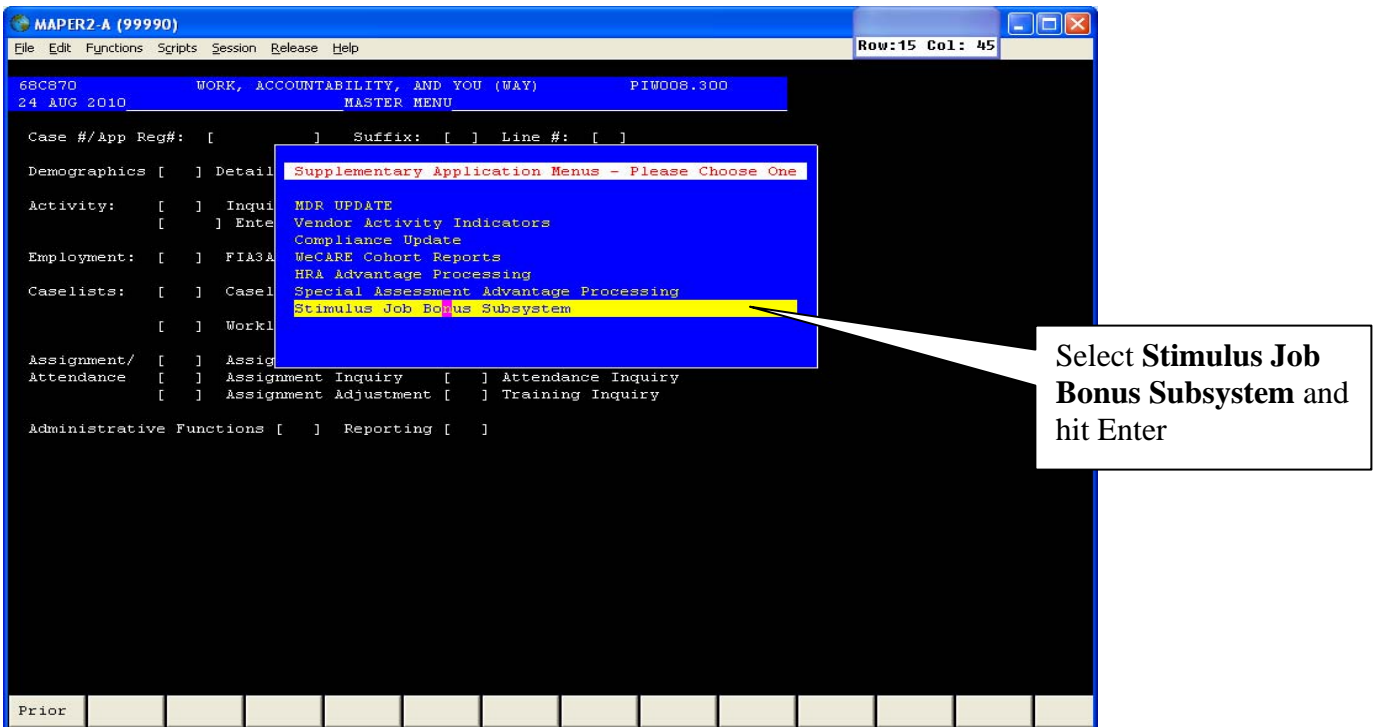 MAPER2-A (99990)
File Edit Functions Scripts Session Release Help
Row:15 Col: 45
68C870 WORK, ACCOUNTABILITY, AND YOU (WAY) PIW008.300
24 AUG 2010 MASTER MENU
Case #/App Reg#: [ ] Suffix: [ ] Line #: [ ]
Demographics [ ] Detail
Activity: [ ] Inqui
[ ] Ente
Employment: [ ] FIA3A
Caselists: [ ] Casel
[ ] Workl
Assignment/ [ ] Assig
Attendance [ ] Assignment Inquiry [ ] Attendance Inquiry
[ ] Assignment Adjustment [ ] Training Inquiry
Administrative Functions [ ] Reporting [ ]
Supplementary Application Menus - Please Choose One
MDR UPDATE
Vendor Activity Indicators
Compliance Update
WeCARE Cohort Reports
HRA Advantage Processing
Special Assessment Advantage Processing
Stimulus Job Bonus Subsystem
Select Stimulus Job
Bonus Subsystem and
hit Enter
Prior